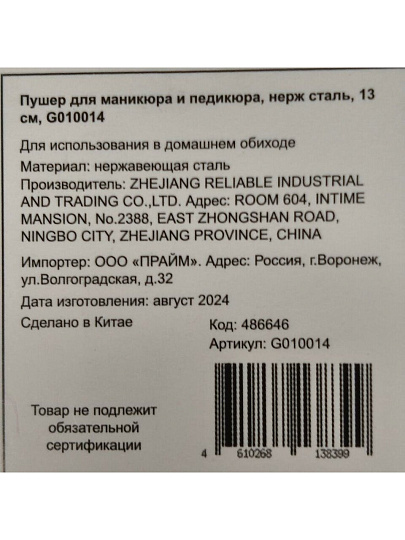 Пушер для маникюра и педикюра, нерж сталь, 13
см, G010014
Для использования в домашнем обиходе
Материал: нержавеющая сталь
Производитель: ZHEJIANG RELIABLE INDUSTRIAL
AND TRADING CO.,LTD. Адрес: ROOM 604, INTIME
MANSION, No.2388, EAST ZHONGSHAN ROAD,
NINGBO CITY, ZHEJIANG PROVINCE, CHINA
Импортер: ООО «ПРАЙМ». Адрес: Россия, г.Воронеж,
ул.Волгоградская, д.32
Дата изготовления: август 2024
Сделано в Китае
Код: 486646
Артикул: G010014
Товар не подлежит
обязательной
сертификации
4 610268 138399